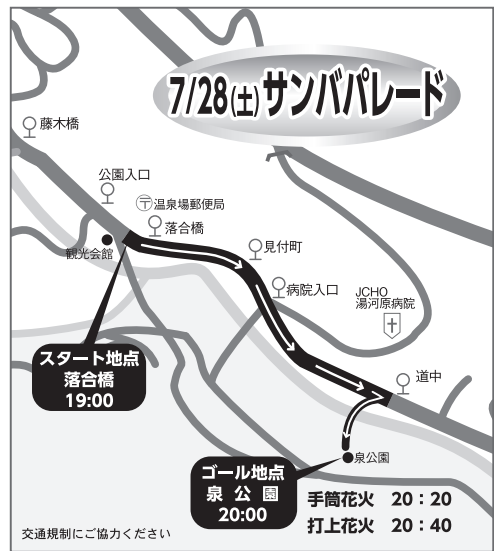 7/28(土)サンバパレード
藤木橋
公園入口
〒温泉場郵便局
落合橋
観光会館
見付町
病院入口
JCHO
湯河原病院
スタート地点
落合橋
19:00
道中
泉公園
ゴール地点
泉公園
20:00
手筒花火 20：20
打上花火 20：40
交通規制にご協力ください